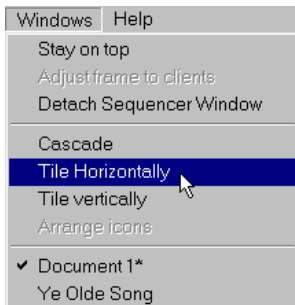 Windows Help
Stay on top
Adjust frame to clients
Detach Sequencer Window
Cascade
Tile Horizontally
Tile vertically
Arrange icons
Document 1*
Ye Olde Song